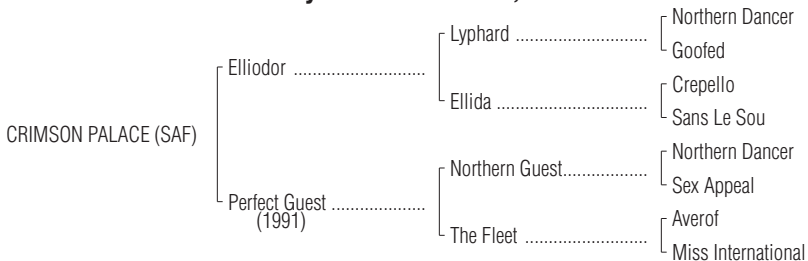 Northern Dancer
Lyphard ..............................
Goofed
Elliodor ............................
Crepello
Ellida .................................
Sans Le Sou
CRIMSON PALACE (SAF)
Northern Dancer
Northern Guest..................
Sex Appeal
Perfect Guest ....................
(1991)
Averof
The Fleet ..........................
Miss International